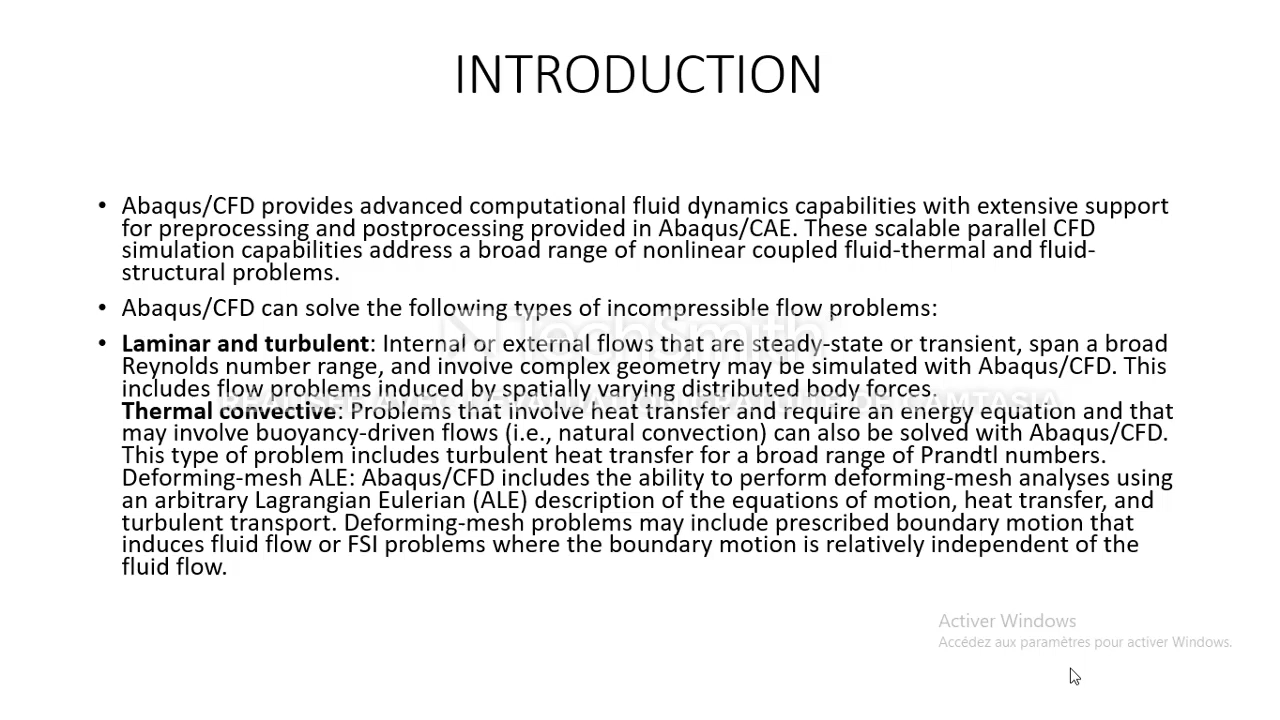 INTRODUCTION
• Abaqus/CFD provides advanced computational fluid dynamics capabilities with extensive support
for preprocessing and postprocessing provided in Abaqus/CAE. These scalable parallel CFD
simulation capabilities address a broad range of nonlinear coupled fluid-thermal and fluid-
structural problems.
• Abaqus/CFD can solve the following types of incompressible flow problems:
TechSmith
• Laminar and turbulent: Internal or external flows that are steady-state or transient, span a broad
Reynolds number range, and involve complex geometry may be simulated with Abaqus/CFD. This
includes flow problems induced by spatially varying distributed body forces.
Thermal convective: Problems that involve heat transfer and require an energy equation and that
may involve buoyancy-driven flows (i.e., natural convection) can also be solved with Abaqus/CFD.
This type of problem includes turbulent heat transfer for a broad range of Prandtl numbers.
Deforming-mesh ALE: Abaqus/CFD includes the ability to perform deforming-mesh analyses using
an arbitrary Lagrangian Eulerian (ALE) description of the equations of motion, heat transfer, and
turbulent transport. Deforming-mesh problems may include prescribed boundary motion that
induces fluid flow or FSI problems where the boundary motion is relatively independent of the
fluid flow.
Activer Windows
Accédez aux paramètres pour activer Windows.